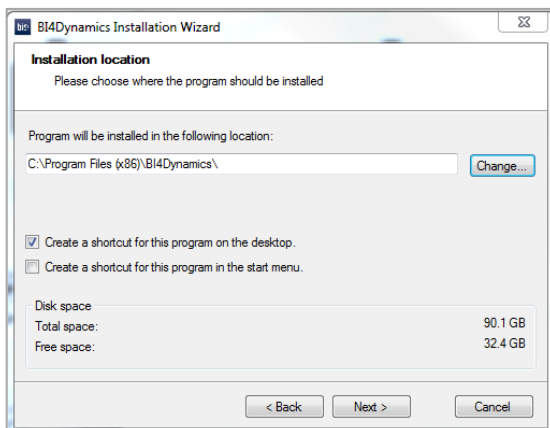 bi4 BI4Dynamics Installation Wizard
Installation location
Please choose where the program should be installed
Program will be installed in the following location:
C:\Program Files (x86)\BI4Dynamics\
Change...
Create a shortcut for this program on the desktop.
Create a shortcut for this program in the start menu.
Disk space
Total space: 90.1 GB
Free space: 32.4 GB
< Back Next > Cancel